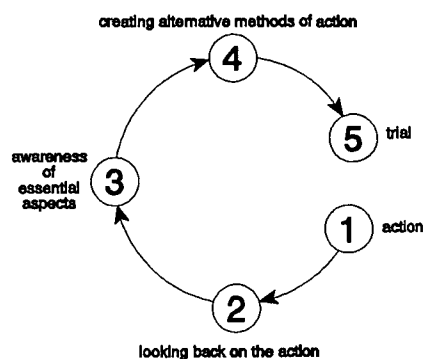 creating alternative methods of action
4
5
trial
awareness
of
essential
aspects
3
1
action
2
looking back on the action